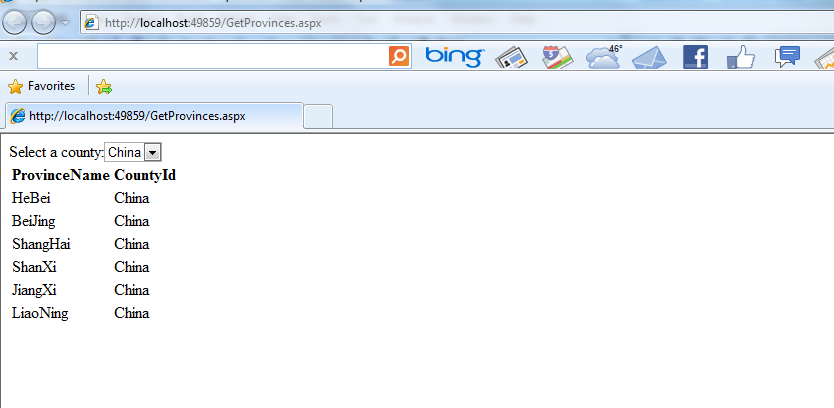 http://localhost:49859/GetProvinces.aspx
x
bing
46°
Favorites
http://localhost:49859/GetProvinces.aspx
Select a county: China
ProvinceName CountyId
HeBei China
BeiJing China
ShangHai China
ShanXi China
JiangXi China
LiaoNing China